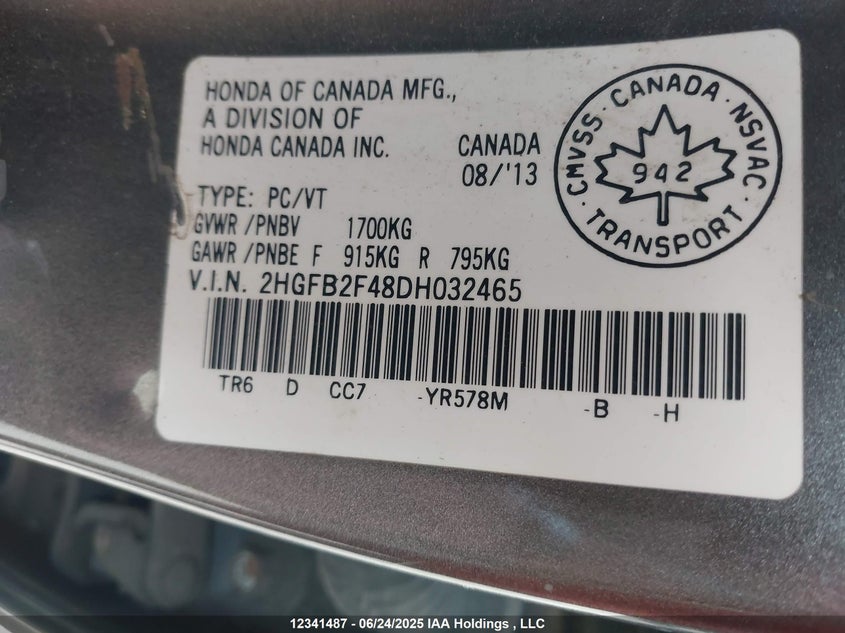 HONDA OF CANADA MFG.,
A DIVISION OF
HONDA CANADA INC. CANADA
08/'13
TYPE: PC/VT
GVWR /PNBV 1700KG
GAWR /PNBE F 915KG R 795KG
V.I.N. 2HGFB2F48DH032465
TR6 D CC7 -YR578M -B -H
CMVSS · CANADA · NSVAC · TRANSPORT ·
942
12341487 - 06/24/2025 IAA Holdings , LLC